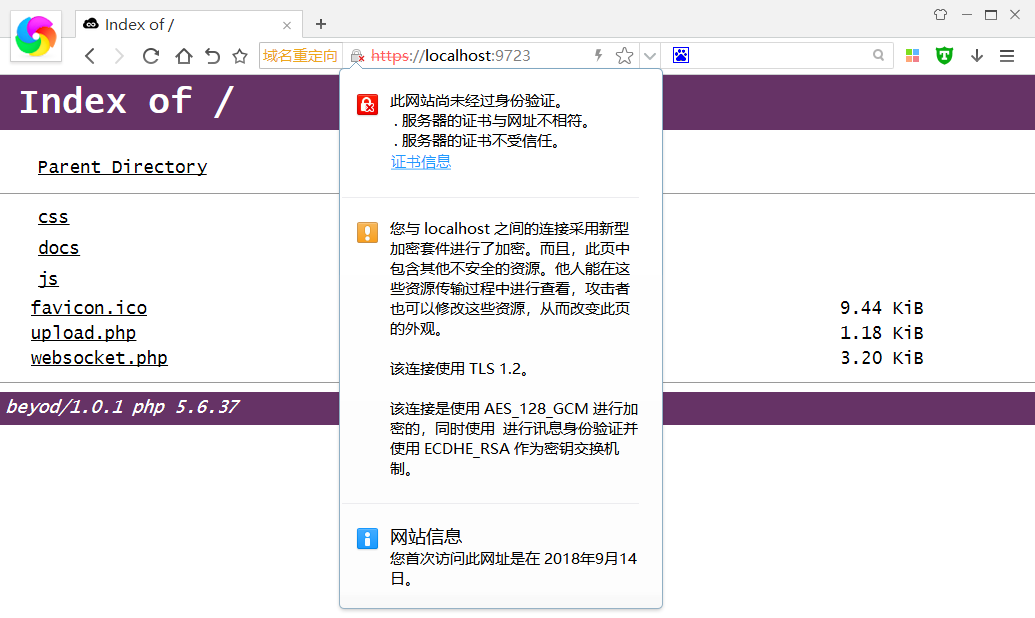 Index of /
域名重定向
https://localhost:9723
Index of /
Parent Directory
css
docs
js
favicon.ico 9.44 KiB
upload.php 1.18 KiB
websocket.php 3.20 KiB
beyod/1.0.1 php 5.6.37
此网站尚未经过身份验证。
. 服务器的证书与网址不相符。
. 服务器的证书不受信任。
证书信息
您与 localhost 之间的连接采用新型
加密套件进行了加密。而且，此页中
包含其他不安全的资源。他人能在这
些资源传输过程中进行查看，攻击者
也可以修改这些资源，从而改变此页
的外观。
该连接使用 TLS 1.2。
该连接是使用 AES_128_GCM 进行加
密的，同时使用 进行讯息身份验证并
使用 ECDHE_RSA 作为密钥交换机
制。
网站信息
您首次访问此网址是在 2018年9月14
日。